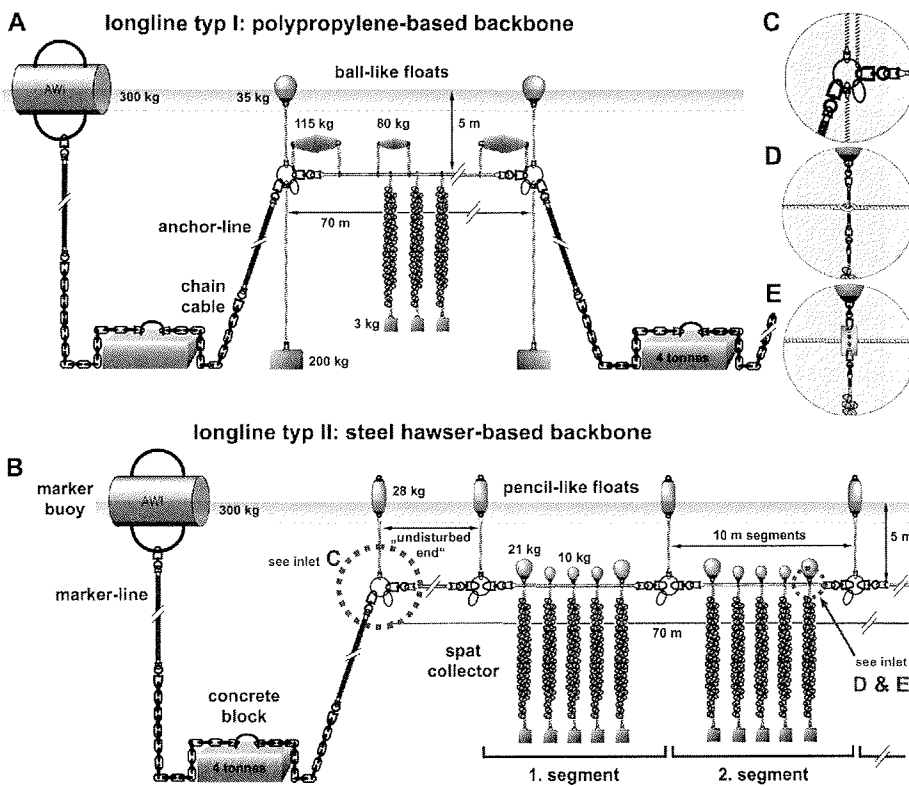 A
longline typ I: polypropylene-based backbone
C
ball-like floats
AWI
300 kg
35 kg
115 kg
80 kg
5 m
D
70 m
anchor-line
chain
cable
E
3 kg
200 kg
4 tonnes
longline typ II: steel hawser-based backbone
B
marker
buoy
AWI
300 kg
28 kg
pencil-like floats
„undisturbed
end“
10 m segments
5 m
see inlet C
21 kg
10 kg
marker-line
70 m
spat
collector
see inlet
D & E
concrete
block
4 tonnes
1. segment
2. segment